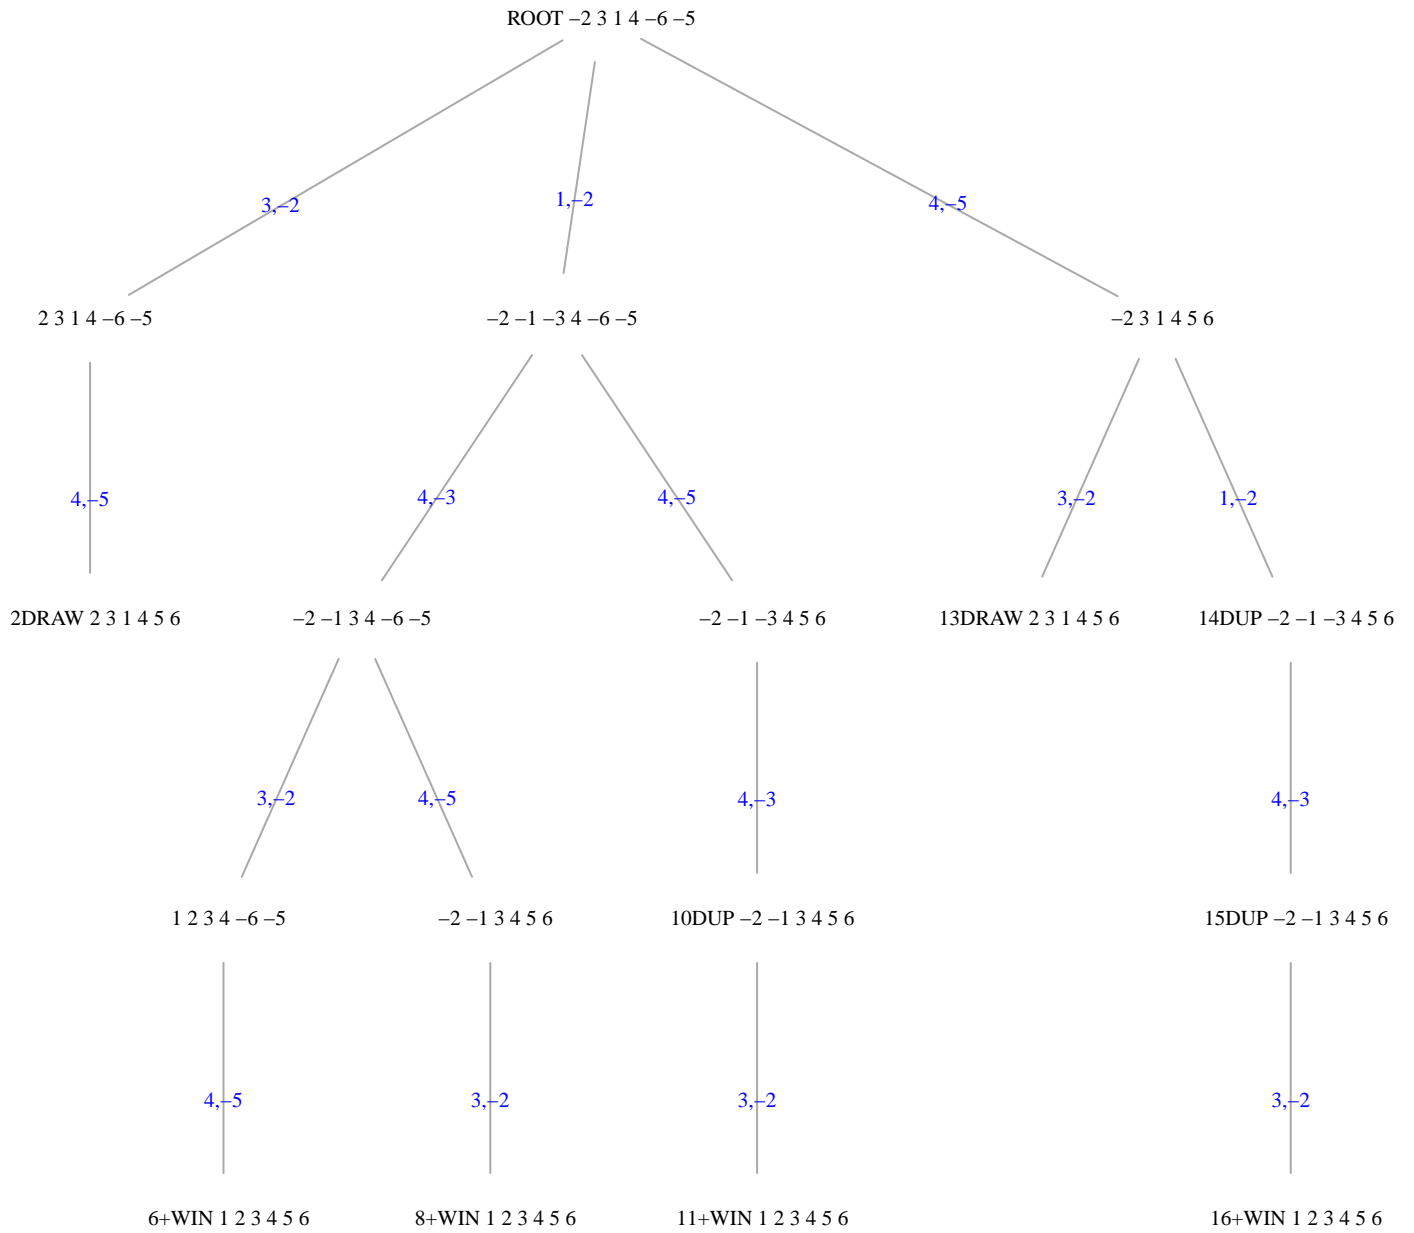 ROOT −2 3 1 4 −6 −5
3,−2
1,−2
4,−5
2 3 1 4 −6 −5
−2 −1 −3 4 −6 −5
−2 3 1 4 5 6
4,−5
4,−3
4,−5
3,−2
1,−2
2DRAW 2 3 1 4 5 6
−2 −1 3 4 −6 −5
−2 −1 −3 4 5 6
13DRAW 2 3 1 4 5 6
14DUP −2 −1 −3 4 5 6
3,−2
4,−5
4,−3
4,−3
1 2 3 4 −6 −5
−2 −1 3 4 5 6
10DUP −2 −1 3 4 5 6
15DUP −2 −1 3 4 5 6
4,−5
3,−2
3,−2
3,−2
6+WIN 1 2 3 4 5 6
8+WIN 1 2 3 4 5 6
11+WIN 1 2 3 4 5 6
16+WIN 1 2 3 4 5 6